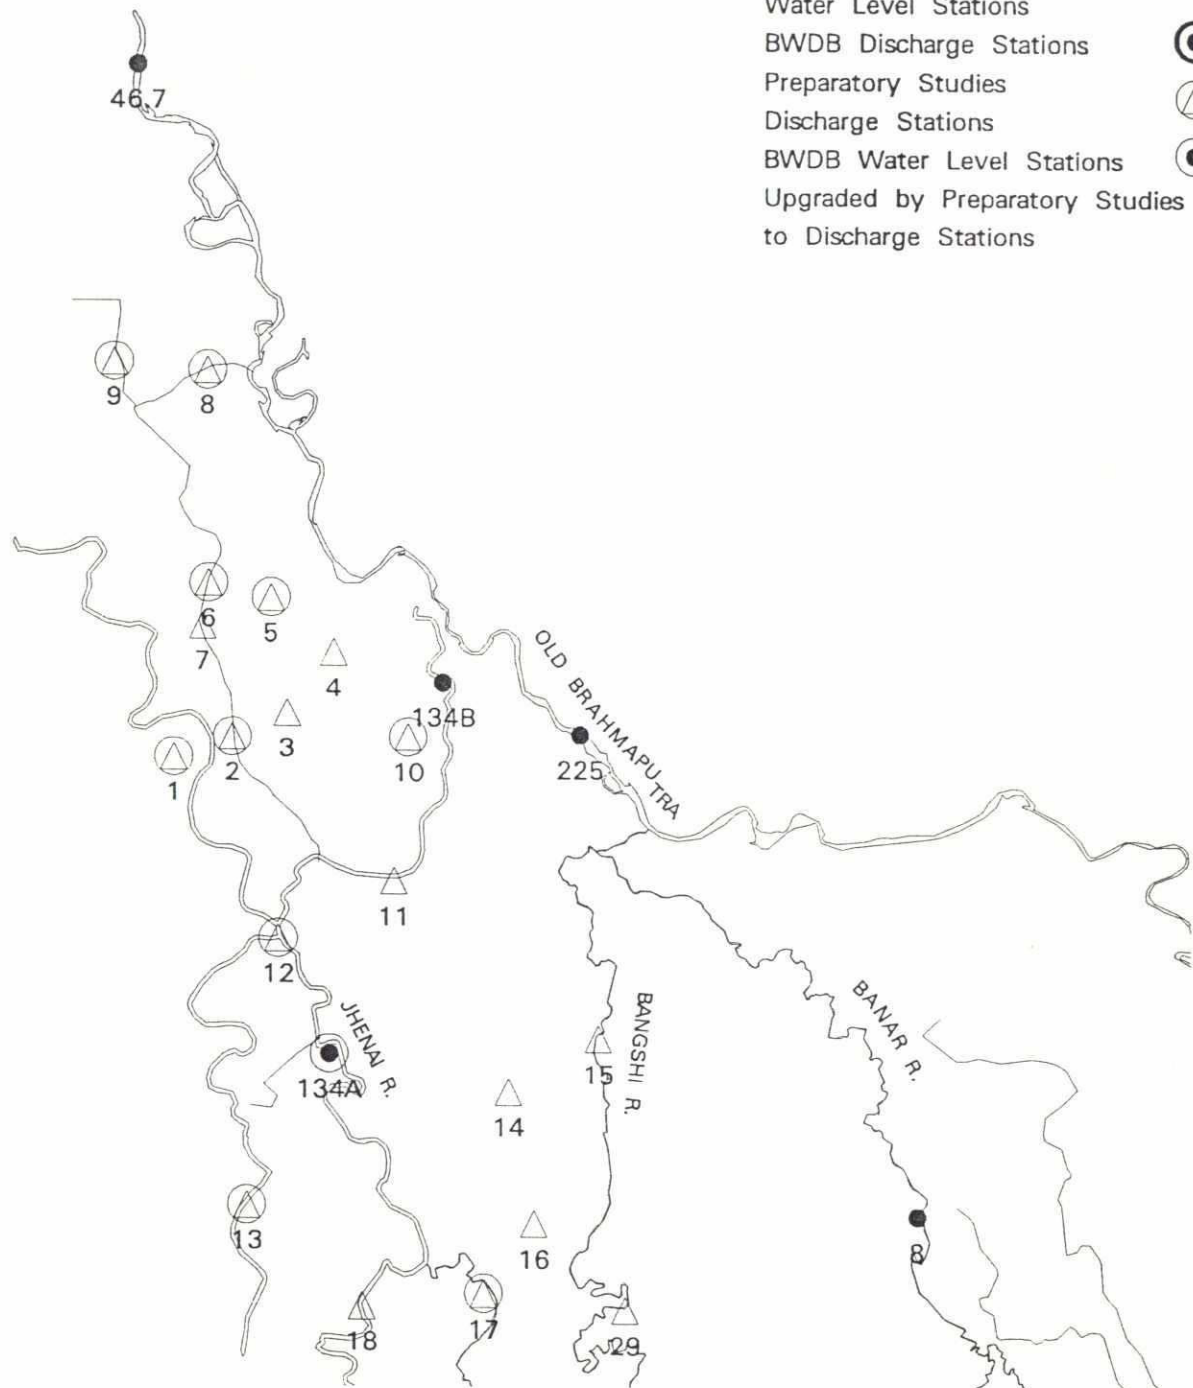 Water Level Stations
BWDB Discharge Stations
Preparatory Studies
Discharge Stations
BWDB Water Level Stations
Upgraded by Preparatory Studies
to Discharge Stations
46.7
9
8
6
5
7
4
134B
3
2
10
1
225
OLD BRAHMAPUTRA
11
12
JHENAI R.
BANGSHI R.
BANAR R.
134A
15
14
13
16
8
17
18
29